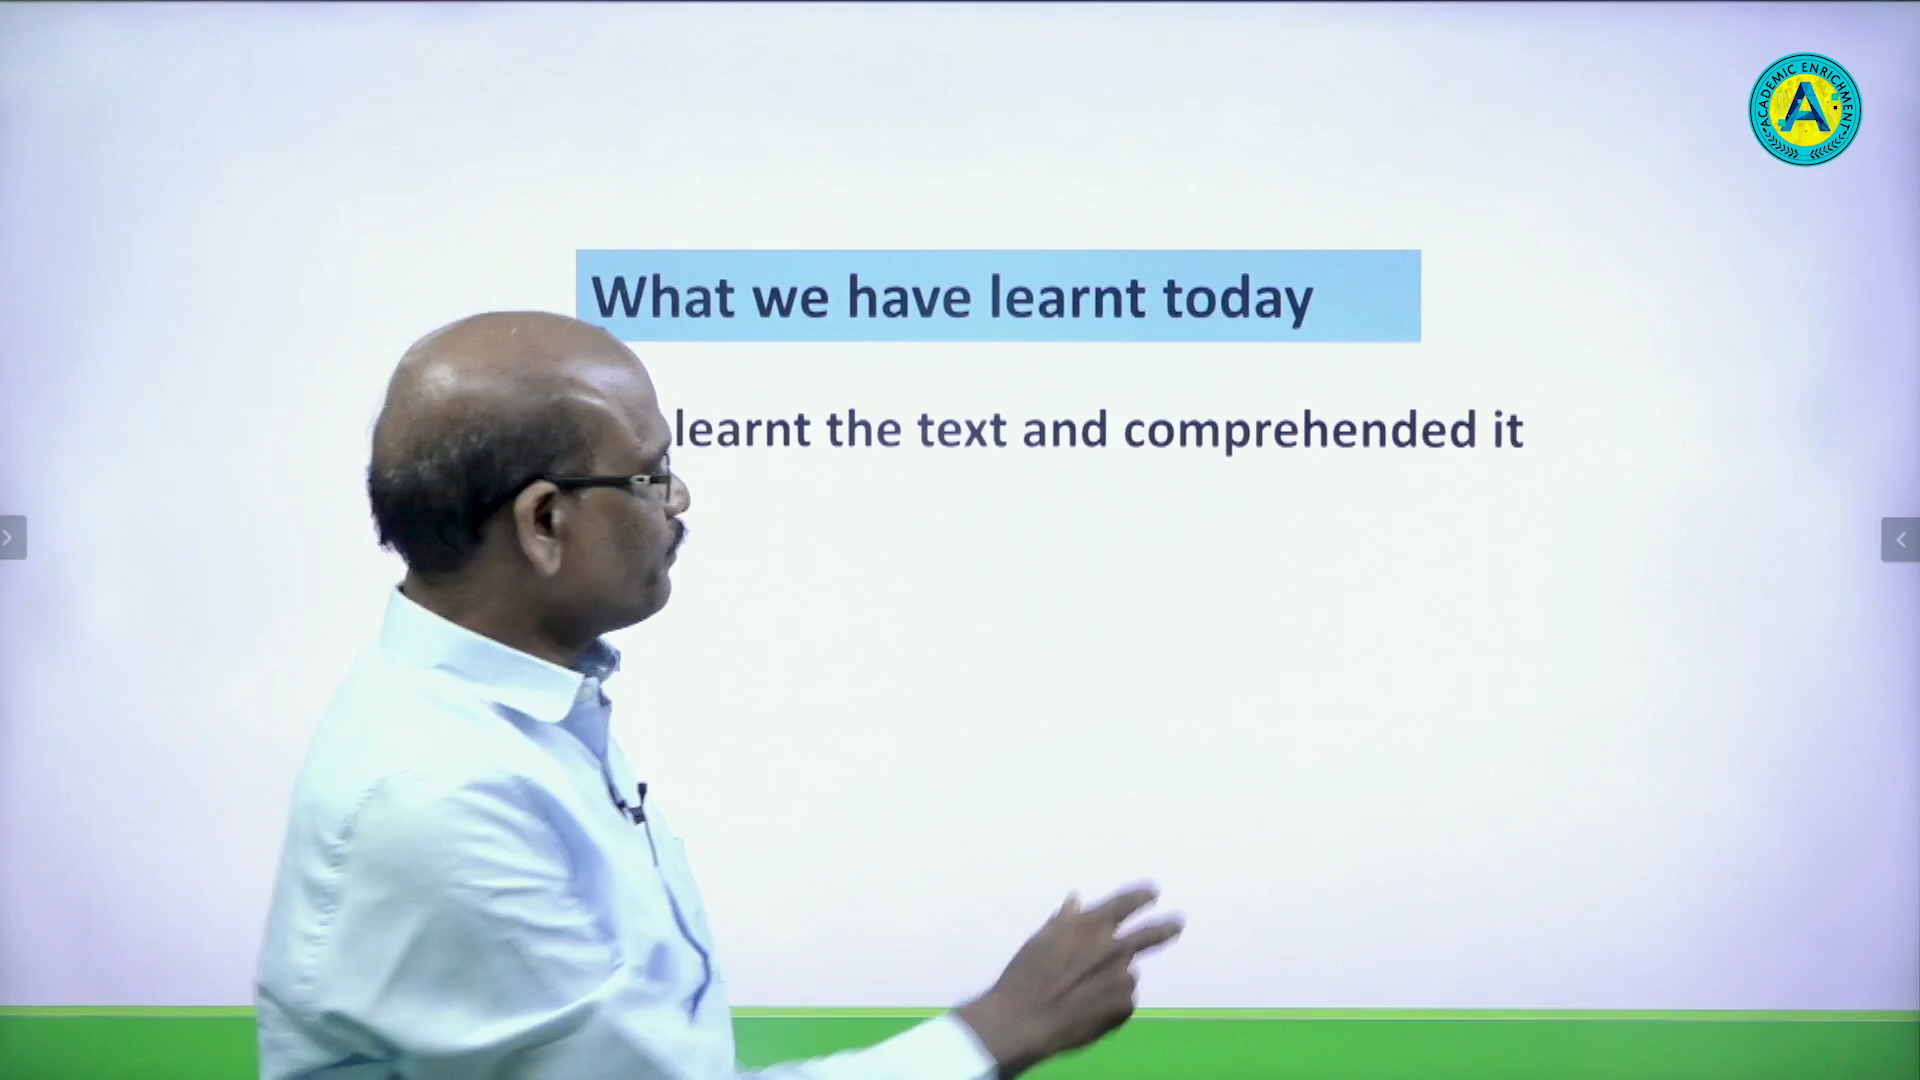 ACADEMIC ENRICHMENT
A
What we have learnt today
learnt the text and comprehended it